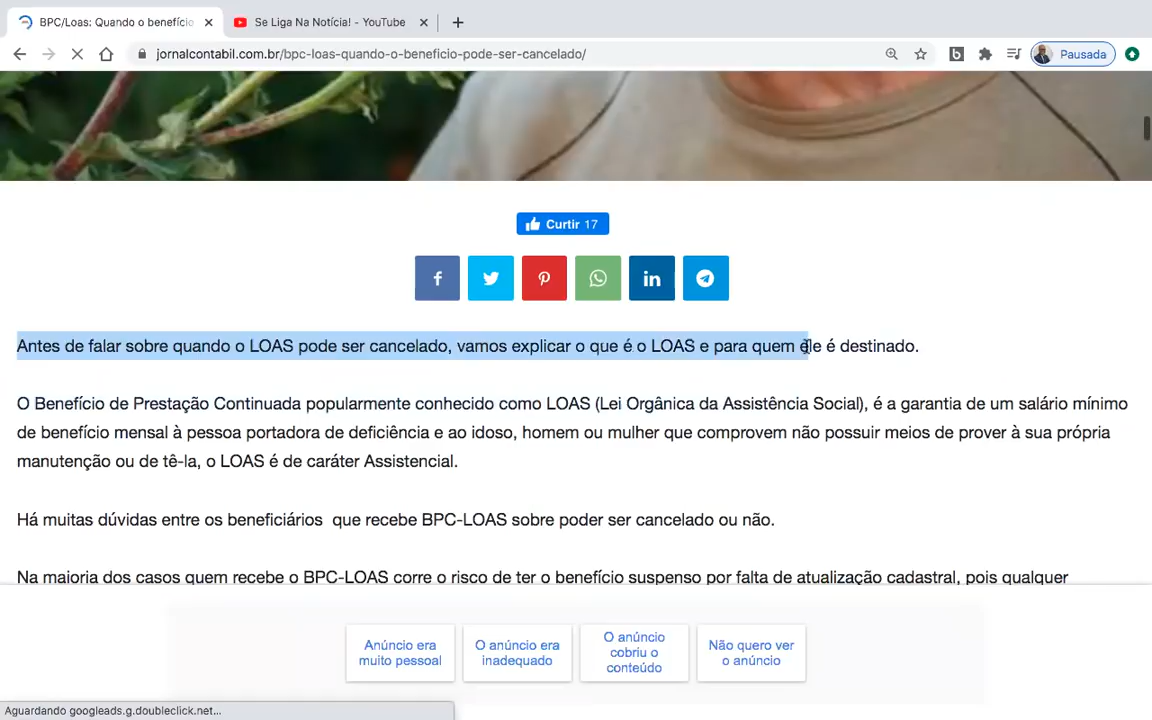 BPC/Loas: Quando o benefício
Se Liga Na Notícia! - YouTube
jornalcontabil.com.br/bpc-loas-quando-o-beneficio-pode-ser-cancelado/
Pausada
Curtir 17
Antes de falar sobre quando o LOAS pode ser cancelado, vamos explicar o que é o LOAS e para quem ele é destinado.
O Benefício de Prestação Continuada popularmente conhecido como LOAS (Lei Orgânica da Assistência Social), é a garantia de um salário mínimo
de benefício mensal à pessoa portadora de deficiência e ao idoso, homem ou mulher que comprovem não possuir meios de prover à sua própria
manutenção ou de tê-la, o LOAS é de caráter Assistencial.
Há muitas dúvidas entre os beneficiários  que recebe BPC-LOAS sobre poder ser cancelado ou não.
Na maioria dos casos quem recebe o BPC-LOAS corre o risco de ter o benefício suspenso por falta de atualização cadastral, pois qualquer
Anúncio era
muito pessoal
O anúncio era
inadequado
O anúncio
cobriu o
conteúdo
Não quero ver
o anúncio
Aguardando googleads.g.doubleclick.net...